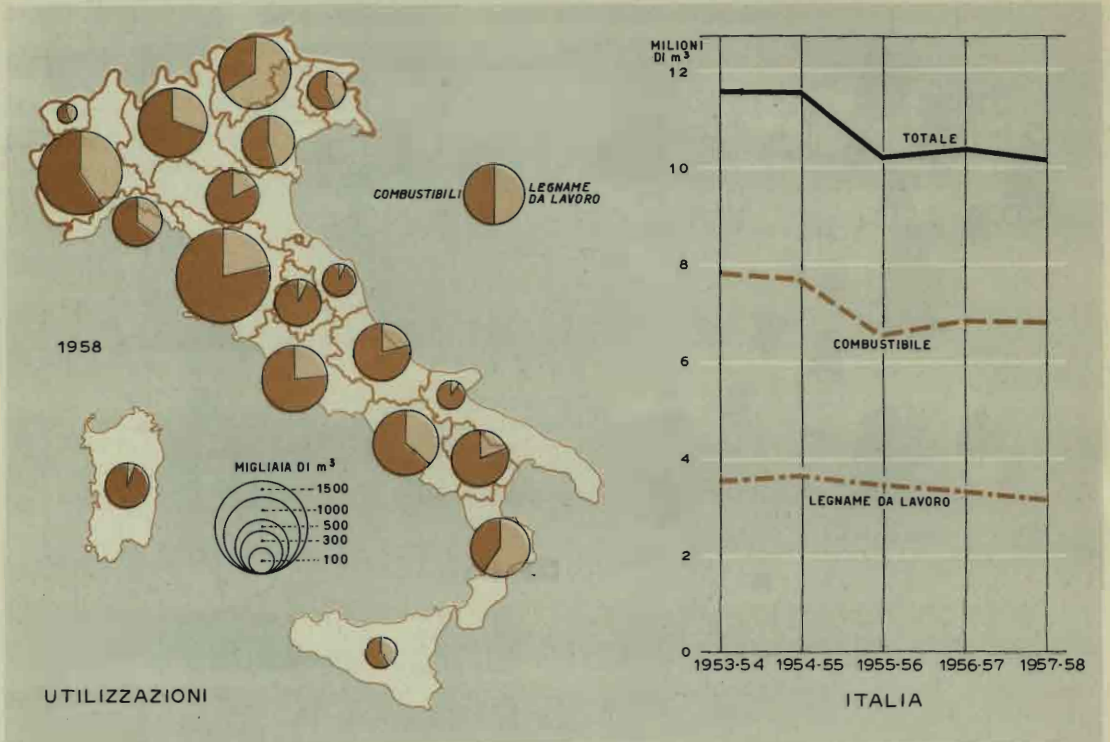 1958
COMBUSTIBILI
LEGNAME
DA LAVORO
MIGLIAIA DI m³
1500
1000
500
300
100
UTILIZZAZIONI
MILIONI
DI m³
12
10
8
6
4
2
0
TOTALE
COMBUSTIBILE
LEGNAME DA LAVORO
1953-54 1954-55 1955-56 1956-57 1957-58
ITALIA